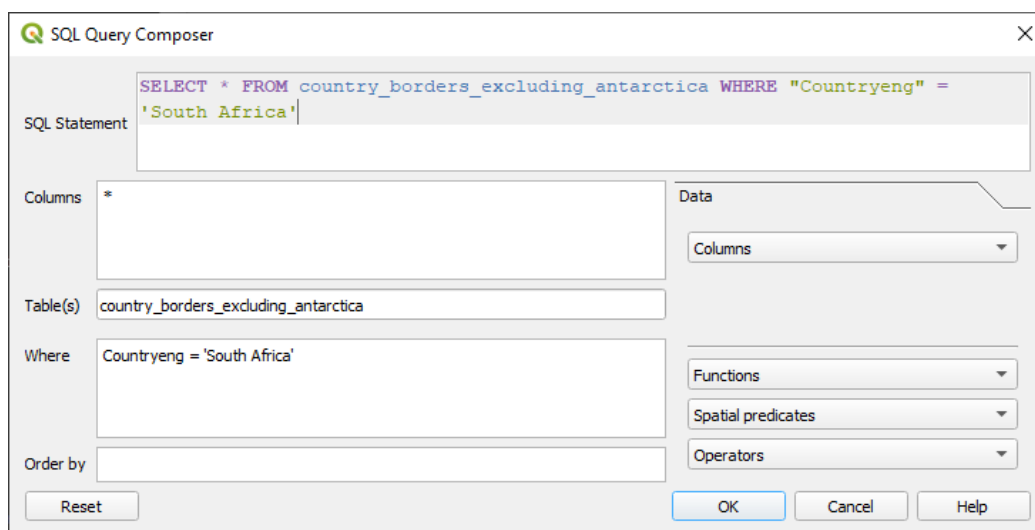 SQL Query Composer
SELECT * FROM country_borders_excluding_antarctica WHERE "Countryeng" =
'South Africa'
SQL Statement
Columns
*
Data
Columns
Table(s)
country_borders_excluding_antarctica
Where
Countryeng = 'South Africa'
Functions
Spatial predicates
Operators
Order by
Reset
OK
Cancel
Help